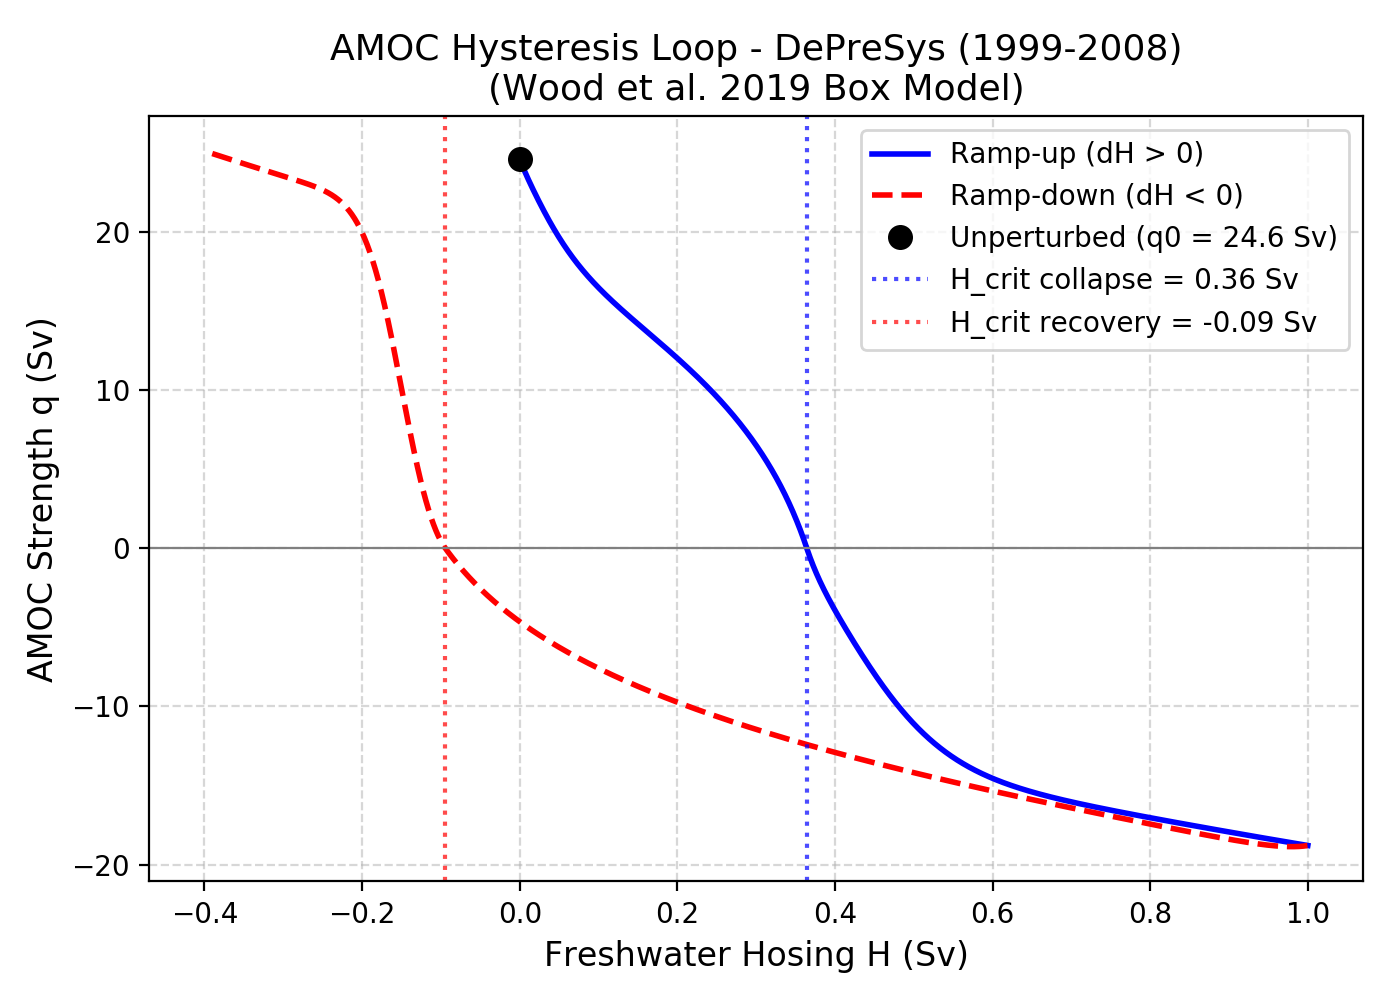 AMOC Hysteresis Loop - DePreSys (1999-2008)
(Wood et al. 2019 Box Model)
Ramp-up (dH > 0)
Ramp-down (dH < 0)
Unperturbed (q0 = 24.6 Sv)
H_crit collapse = 0.36 Sv
H_crit recovery = -0.09 Sv
AMOC Strength q (Sv)
20
10
0
−10
−20
−0.4 −0.2 0.0 0.2 0.4 0.6 0.8 1.0
Freshwater Hosing H (Sv)